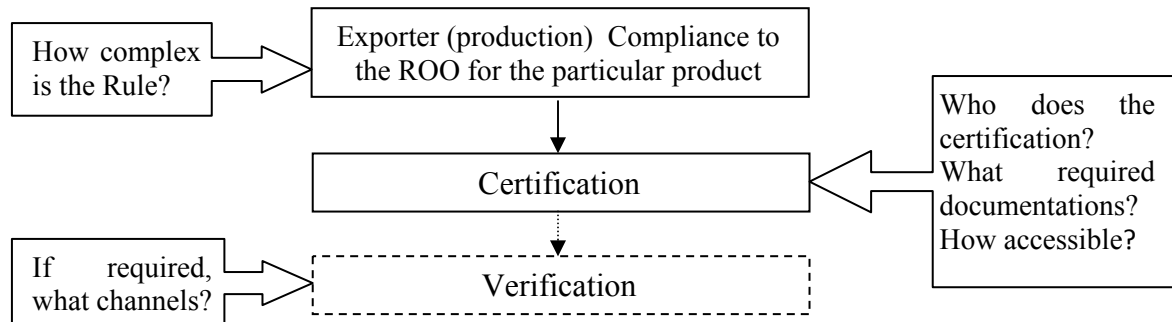 How complex
is the Rule?
Exporter (production) Compliance to
the ROO for the particular product
Who does the
certification?
What required
documentations?
How accessible?
Certification
If required,
what channels?
Verification